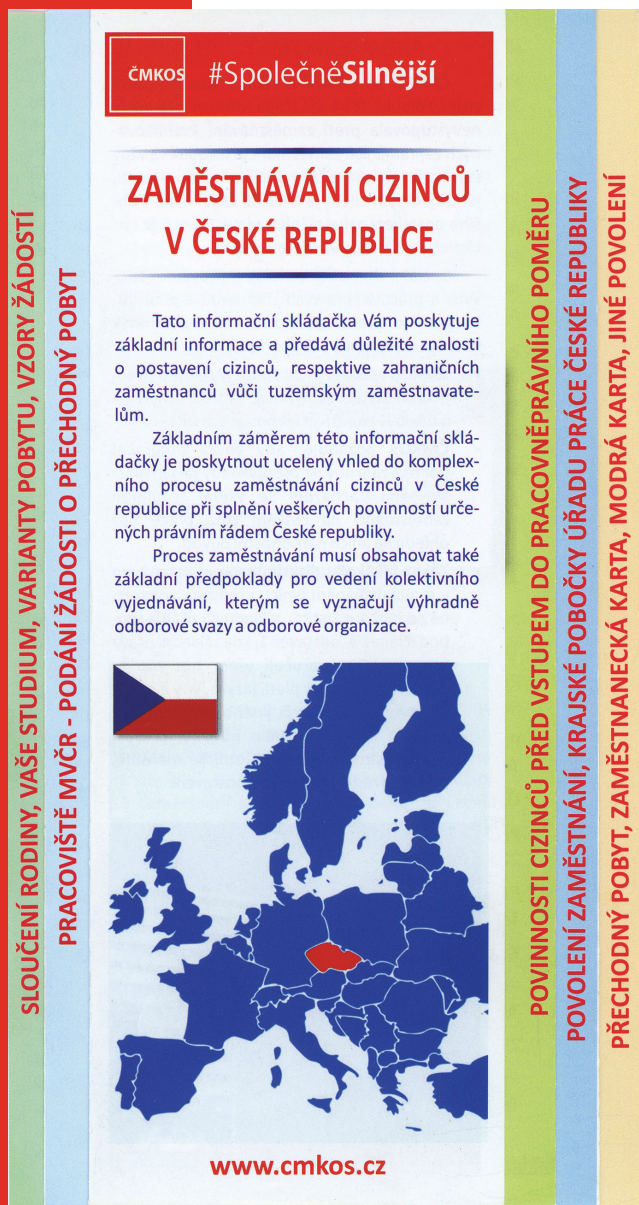 ČMKOS
#SpolečněSilnější
ZAMĚSTNÁVÁNÍ CIZINCŮ
V ČESKÉ REPUBLICE
Tato informační skládačka Vám poskytuje
základní informace a předává důležité znalosti
o postavení cizinců, respektive zahraničních
zaměstnanců vůči tuzemským zaměstnavate-
lům.
Základním záměrem této informační sklá-
dačky je poskytnout ucelený vhled do komplex-
ního procesu zaměstnávání cizinců v České
republice při splnění veškerých povinností urče-
ných právním řádem České republiky.
Proces zaměstnávání musí obsahovat také
základní předpoklady pro vedení kolektivního
vyjednávání, kterým se vyznačují výhradně
odborové svazy a odborové organizace.
www.cmkos.cz
SLOUČENÍ RODINY, VAŠE STUDIUM, VARIANTY POBYTU, VZORY ŽÁDOSTÍ
PRACOVIŠTĚ MVČR - PODÁNÍ ŽÁDOSTI O PŘECHODNÝ POBYT
POVINNOSTI CIZINCŮ PŘED VSTUPEM DO PRACOVNĚPRÁVNÍHO POMĚRU
POVOLENÍ ZAMĚSTNÁNÍ, KRAJSKÉ POBOČKY ÚŘADU PRÁCE ČESKÉ REPUBLIKY
PŘECHODNÝ POBYT, ZAMĚSTNANECKÁ KARTA, MODRÁ KARTA, JINÉ POVOLENÍ